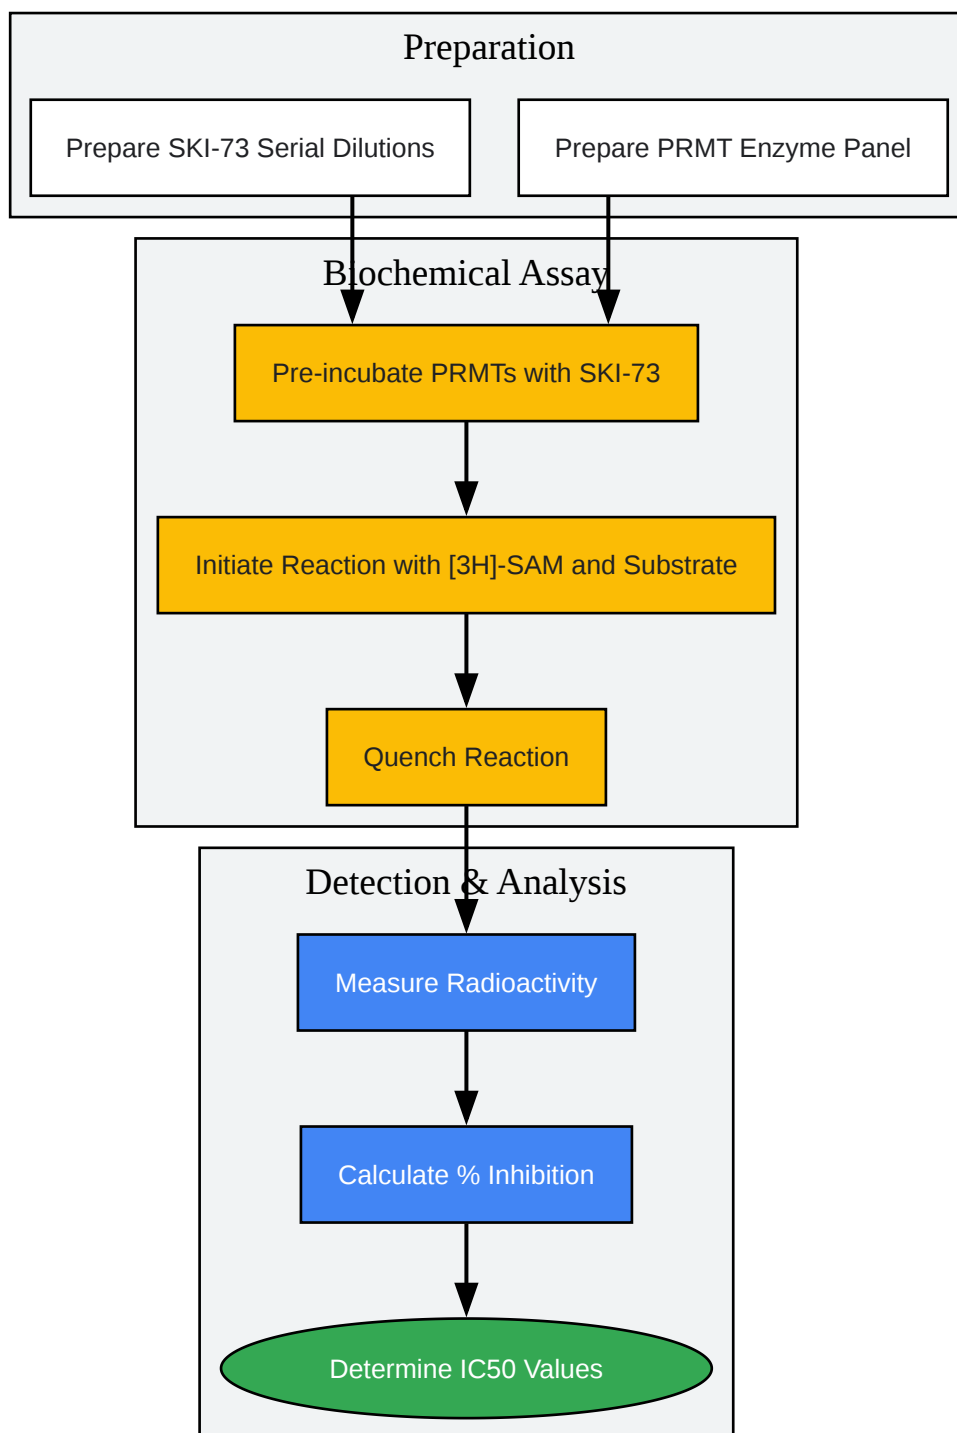 Preparation
Prepare SKI-73 Serial Dilutions
Prepare PRMT Enzyme Panel
Biochemical Assay
Pre-incubate PRMTs with SKI-73
Initiate Reaction with [3H]-SAM and Substrate
Quench Reaction
Detection & Analysis
Measure Radioactivity
Calculate % Inhibition
Determine IC50 Values